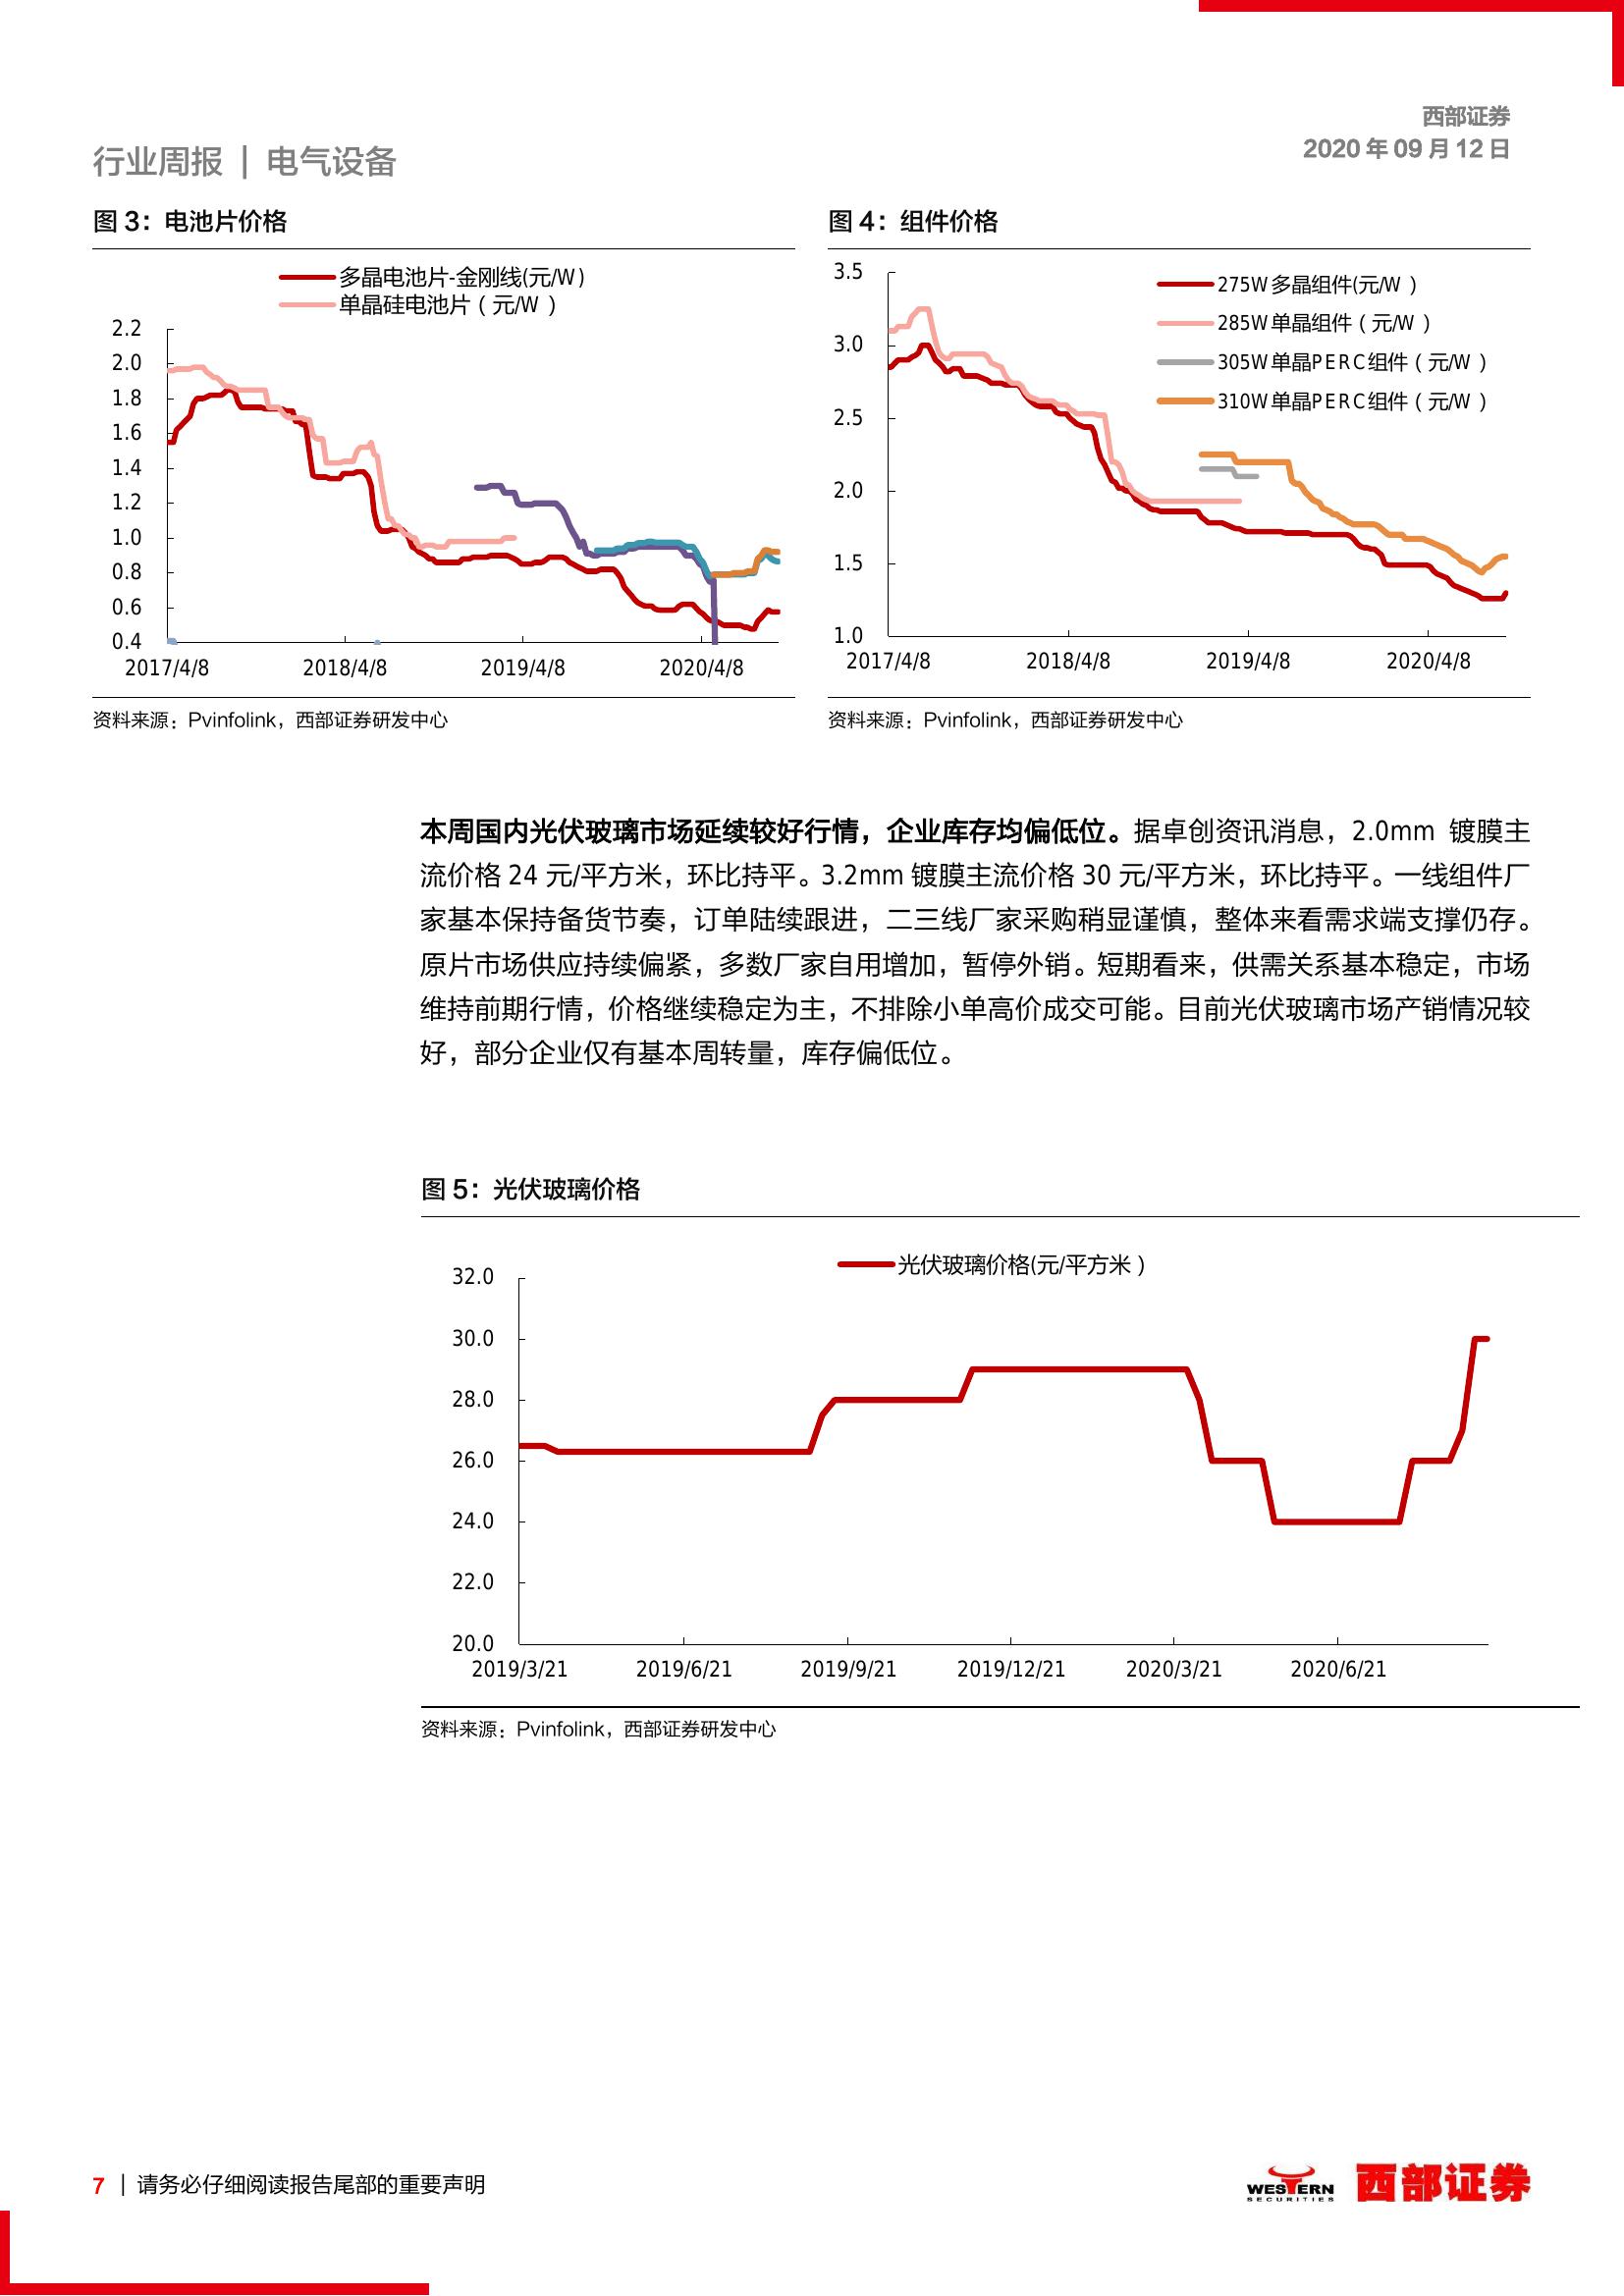 西部证券
2020 年 09 月 12 日
行业周报 | 电气设备
图 3：电池片价格
多晶电池片-金刚线(元/W)
单晶硅电池片（元/W ）
2.2
2.0
1.8
1.6
1.4
1.2
1.0
0.8
0.6
0.4
2017/4/8 2018/4/8 2019/4/8 2020/4/8
资料来源：Pvinfolink，西部证券研发中心
图 4：组件价格
275W多晶组件(元/W ）
285W单晶组件（元/W ）
305W单晶PERC组件（元/W ）
310W单晶PERC组件（元/W ）
3.5
3.0
2.5
2.0
1.5
1.0
2017/4/8 2018/4/8 2019/4/8 2020/4/8
资料来源：Pvinfolink，西部证券研发中心
本周国内光伏玻璃市场延续较好行情，企业库存均偏低位。据卓创资讯消息，2.0mm 镀膜主
流价格 24 元/平方米，环比持平。3.2mm 镀膜主流价格 30 元/平方米，环比持平。一线组件厂
家基本保持备货节奏，订单陆续跟进，二三线厂家采购稍显谨慎，整体来看需求端支撑仍存。
原片市场供应持续偏紧，多数厂家自用增加，暂停外销。短期看来，供需关系基本稳定，市场
维持前期行情，价格继续稳定为主，不排除小单高价成交可能。目前光伏玻璃市场产销情况较
好，部分企业仅有基本周转量，库存偏低位。
图 5：光伏玻璃价格
光伏玻璃价格(元/平方米 ）
32.0
30.0
28.0
26.0
24.0
22.0
20.0
2019/3/21 2019/6/21 2019/9/21 2019/12/21 2020/3/21 2020/6/21
资料来源：Pvinfolink，西部证券研发中心
7 | 请务必仔细阅读报告尾部的重要声明
WESTERN
SECURITIES
西部证券